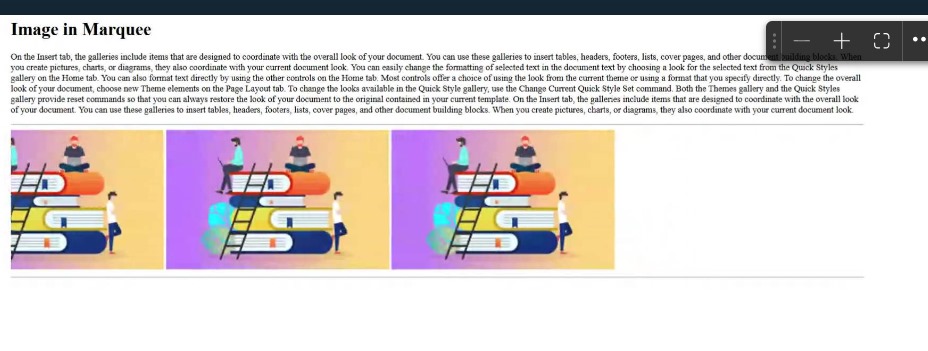 Image in Marquee
On the Insert tab, the galleries include items that are designed to coordinate with the overall look of your document. You can use these galleries to insert tables, headers, footers, lists, cover pages, and other document building blocks. When
you create pictures, charts, or diagrams, they also coordinate with your current document look. You can easily change the formatting of selected text in the document text by choosing a look for the selected text from the Quick Styles
gallery on the Home tab. You can also format text directly by using the other controls on the Home tab. Most controls offer a choice of using the look from the current theme or using a format that you specify directly. To change the overall
look of your document, choose new Theme elements on the Page Layout tab. To change the looks available in the Quick Style gallery, use the Change Current Quick Style Set command. Both the Themes gallery and the Quick Styles
gallery provide reset commands so that you can always restore the look of your document to the original contained in your current template. On the Insert tab, the galleries include items that are designed to coordinate with the overall look
of your document. You can use these galleries to insert tables, headers, footers, lists, cover pages, and other document building blocks. When you create pictures, charts, or diagrams, they also coordinate with your current document look.